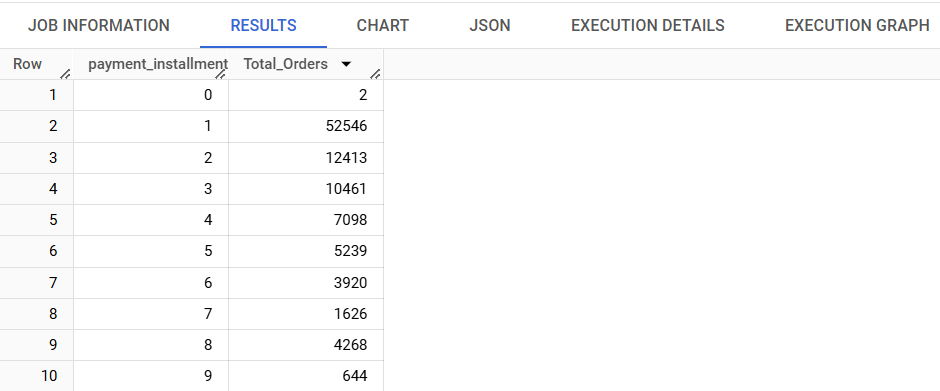 JOB INFORMATION RESULTS CHART JSON EXECUTION DETAILS EXECUTION GRAPH
Row payment_installment Total_Orders
1 0 2
2 1 52546
3 2 12413
4 3 10461
5 4 7098
6 5 5239
7 6 3920
8 7 1626
9 8 4268
10 9 644